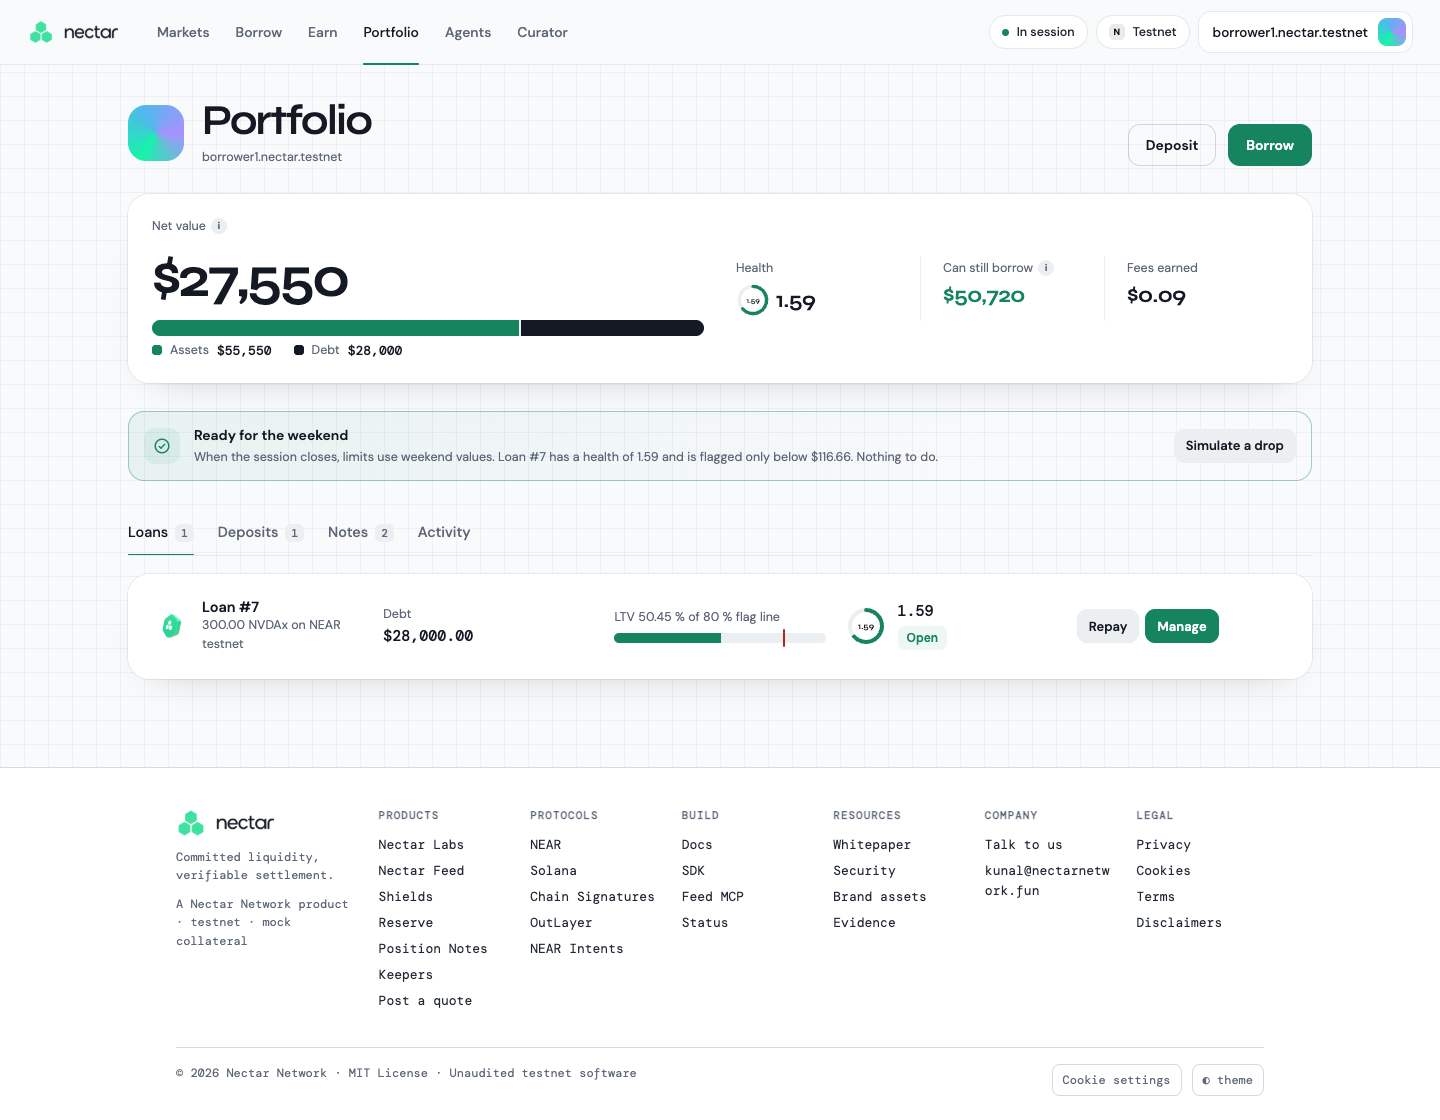 nectar
Markets Borrow Earn Portfolio Agents Curator
In session
N Testnet
borrower1.nectar.testnet
Portfolio
borrower1.nectar.testnet
Deposit
Borrow
Net value i
$27,550
Assets $55,550 Debt $28,000
Health
1.59 1.59
Can still borrow i
$50,720
Fees earned
$0.09
Ready for the weekend
When the session closes, limits use weekend values. Loan #7 has a health of 1.59 and is flagged only below $116.66. Nothing to do.
Simulate a drop
Loans 1 Deposits 1 Notes 2 Activity
Loan #7
300.00 NVDAx on NEAR
testnet
Debt
$28,000.00
LTV 50.45 % of 80 % flag line
1.59
1.59
Open
Repay
Manage
nectar
Committed liquidity,
verifiable settlement.
A Nectar Network product
· testnet · mock
collateral
PRODUCTS
Nectar Labs
Nectar Feed
Shields
Reserve
Position Notes
Keepers
Post a quote
PROTOCOLS
NEAR
Solana
Chain Signatures
OutLayer
NEAR Intents
BUILD
Docs
SDK
Feed MCP
Status
RESOURCES
Whitepaper
Security
Brand assets
Evidence
COMPANY
Talk to us
kunal@nectarnetw
ork.fun
LEGAL
Privacy
Cookies
Terms
Disclaimers
© 2026 Nectar Network · MIT License · Unaudited testnet software
Cookie settings
◐ theme